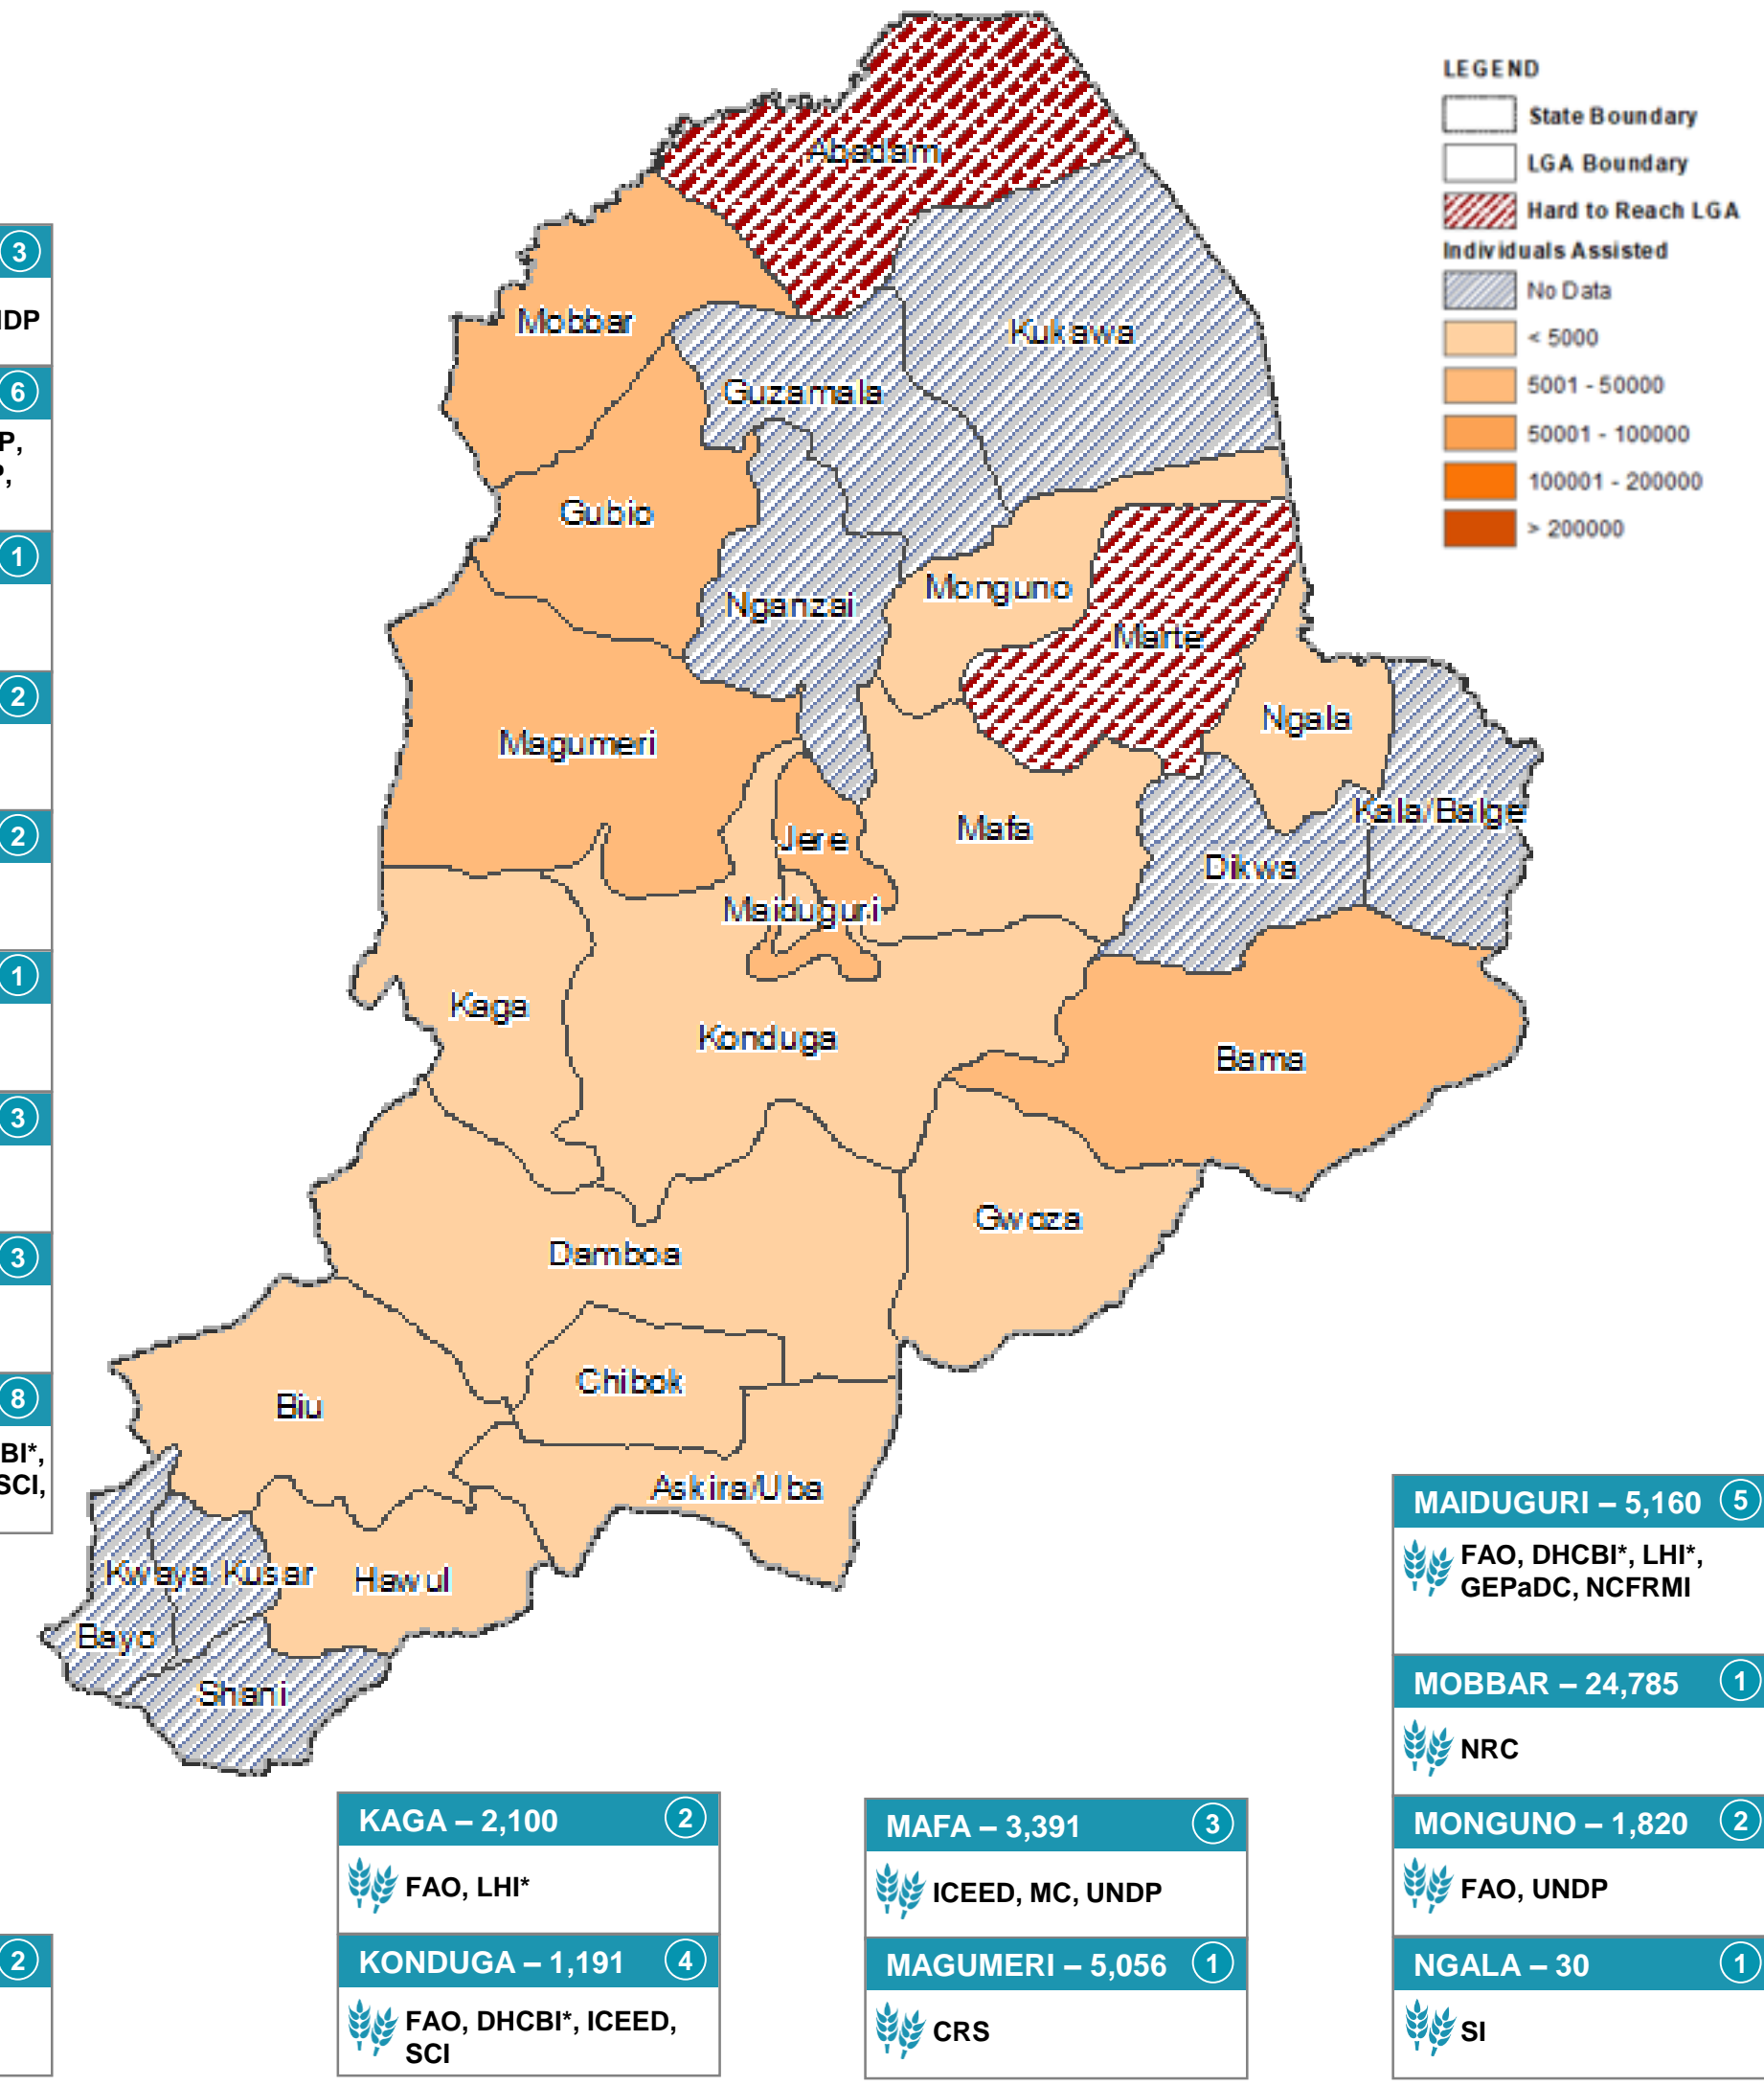 LEGEND
State Boundary
LGA Boundary
Hard to Reach LGA
Individuals Assisted
No Data
< 5000
5001 - 50000
50001 - 100000
100001 - 200000
> 200000
Abadam
Mobbar
Kukawa
Guzamala
Gubio
Monguno
Nganzai
Marte
Ngala
Magumeri
Kala/Balge
Mafa
Jere
Dikwa
Maiduguri
Kaga
Konduga
Bama
Gwoza
Damboa
Chibok
Biu
Askira/Uba
Kwaya Kusar
Hawul
Bayo
Shani
3
6
P,
1
2
2
1
3
3
8
BI*,
SCI,
2
KAGA – 2,100 2
FAO, LHI*
KONDUGA – 1,191 4
FAO, DHCBI*, ICEED,
SCI
MAFA – 3,391 3
ICEED, MC, UNDP
MAGUMERI – 5,056 1
CRS
MAIDUGURI – 5,160 5
FAO, DHCBI*, LHI*,
GEPaDC, NCFRMI
MOBBAR – 24,785 1
NRC
MONGUNO – 1,820 2
FAO, UNDP
NGALA – 30 1
SI